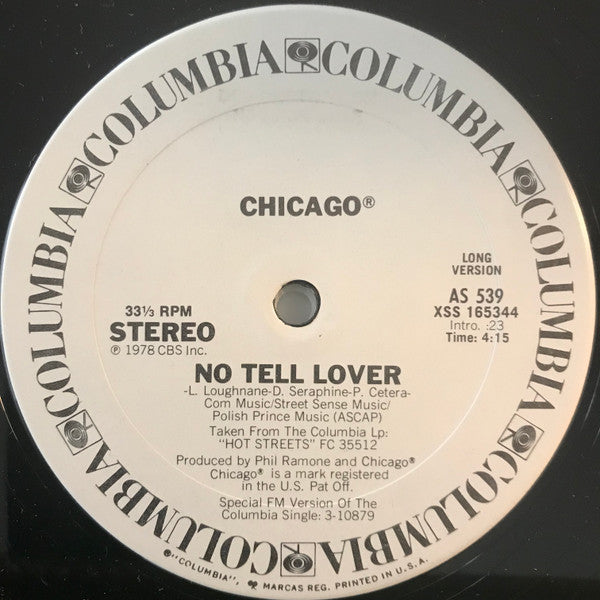 COLUMBIA COLUMBIA COLUMBIA COLUMBIA COLUMBIA COLUMBIA COLUMBIA
CHICAGO®
LONG
VERSION
33⅓ RPM
STEREO
℗ 1978 CBS Inc.
AS 539
XSS 165344
Intro. :23
Time: 4:15
NO TELL LOVER
-L. Loughnane-D. Seraphine-P. Cetera-
Com Music/Street Sense Music/
Polish Prince Music (ASCAP)
Taken From The Columbia Lp:
"HOT STREETS" FC 35512
Produced by Phil Ramone and Chicago®
Chicago® is a mark registered
in the U.S. Pat Off.
Special FM Version Of The
Columbia Single: 3-10879
®"COLUMBIA", MARCAS REG. PRINTED IN U.S.A.